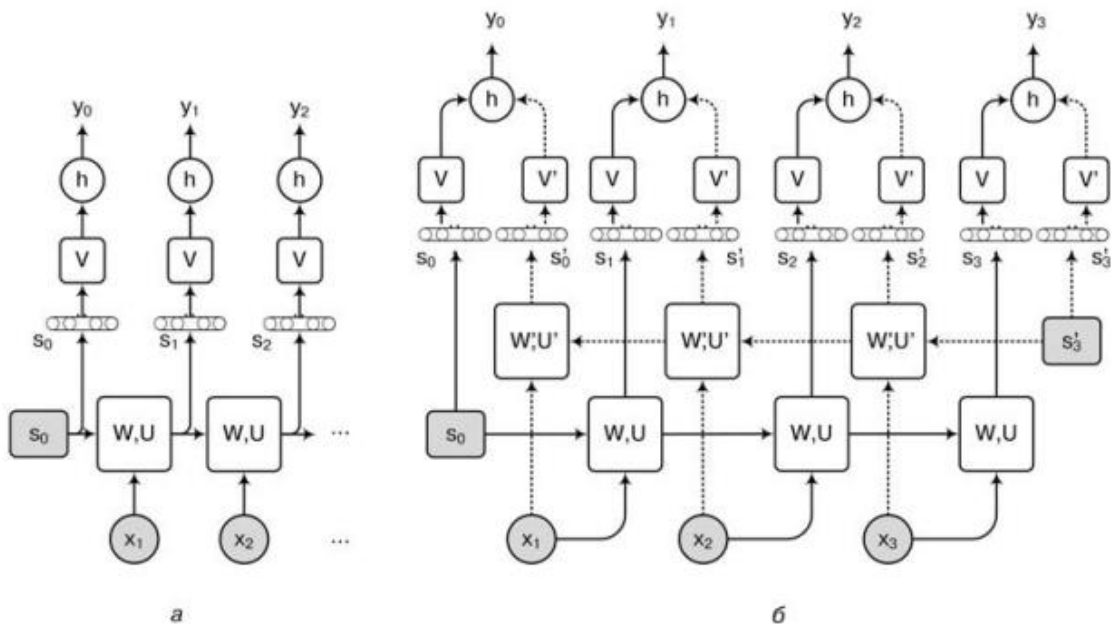 y₀ y₁ y₂ y₃
h h h h
y₀ y₁ y₂
h h h
V V' V V' V V' V V'
V V V
s₀ s'₀ s₁ s'₁ s₂ s'₂ s₃ s'₃
s₀ s₁ s₂
W',U' W',U' W',U' s'₃
s₀ W,U W,U ...
s₀ W,U W,U W,U
x₁ x₂ ...
x₁ x₂ x₃
а б